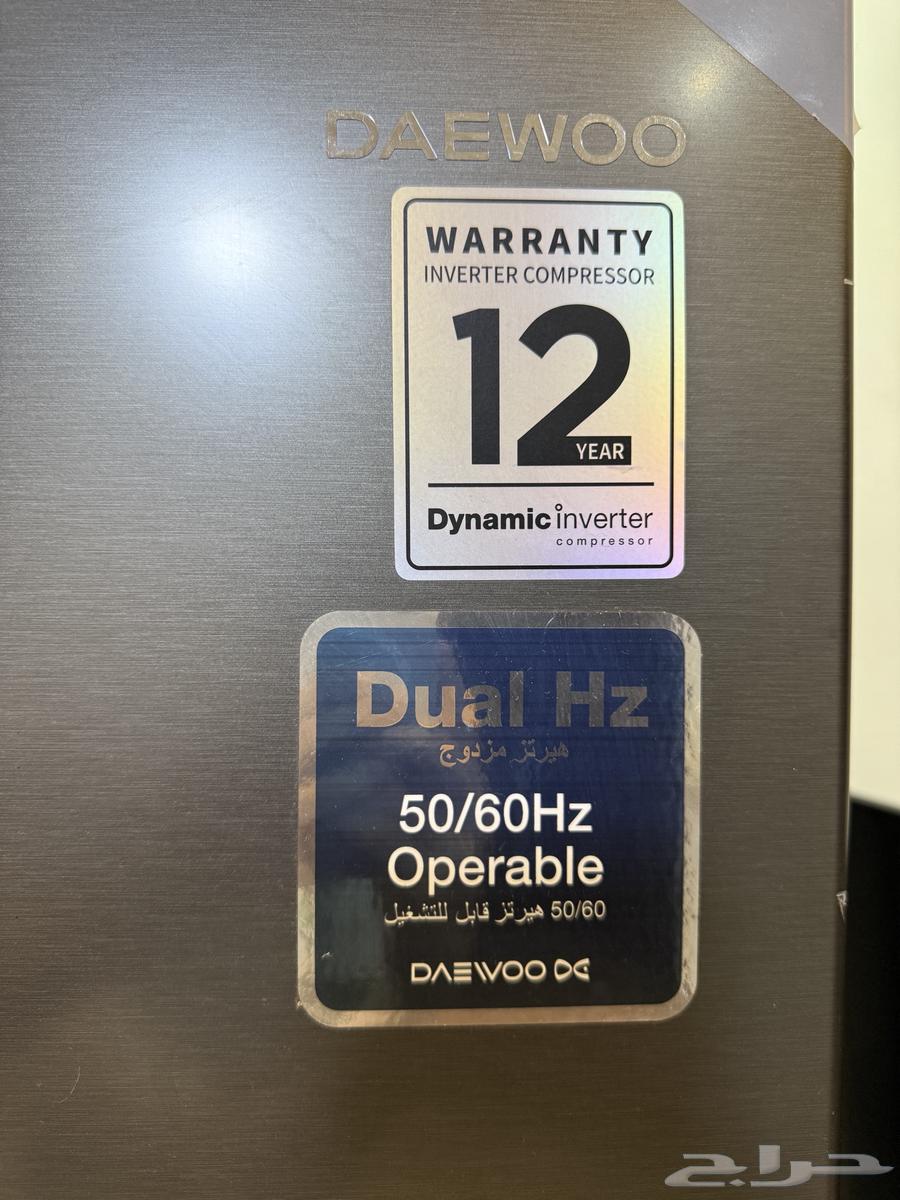 DAEWOO
WARRANTY
INVERTER COMPRESSOR
12
YEAR
Dynamic inverter
compressor
Dual Hz
هيرتز مزدوج
50/60Hz
Operable
50/60 هيرتز قابل للتشغيل
DAEWOO
حراج